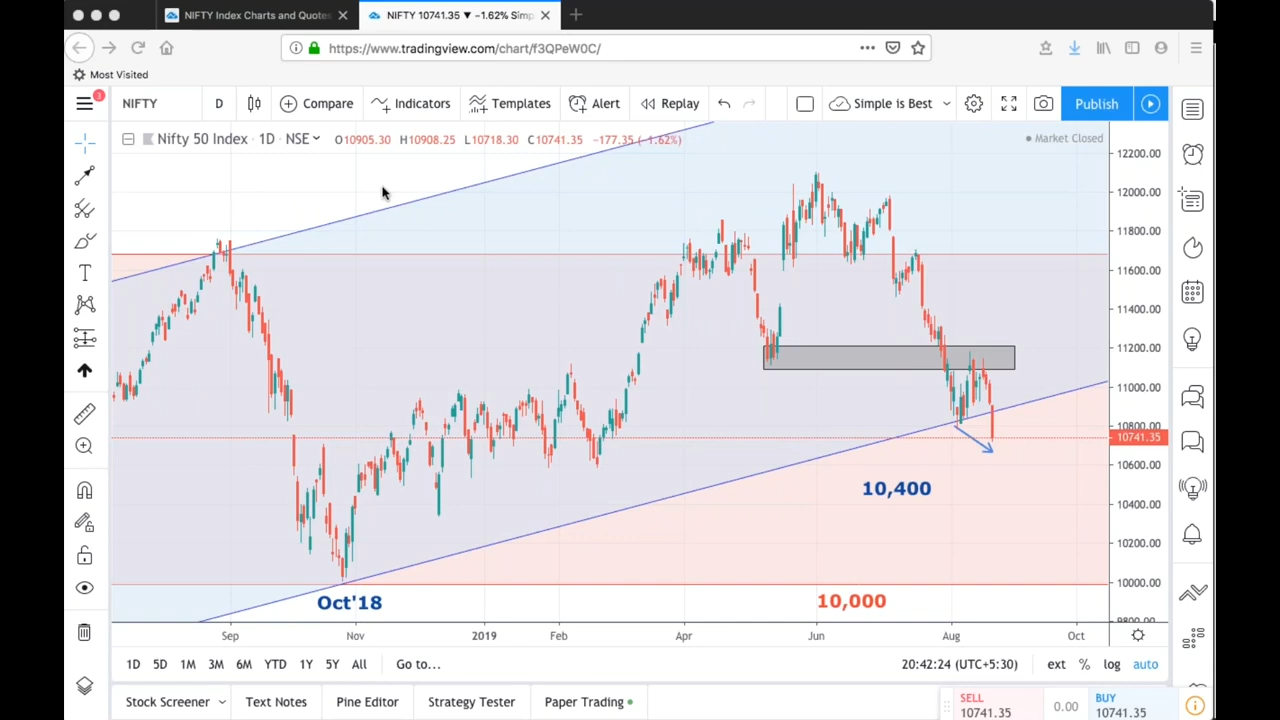 NIFTY Index Charts and Quotes
NIFTY 10741.35 ▼ −1.62% Simp
https://www.tradingview.com/chart/f3QPeW0C/
Most Visited
1
NIFTY D Compare Indicators Templates Alert Replay Simple is Best Publish
Nifty 50 Index · 1D · NSE O10905.30 H10908.25 L10718.30 C10741.35 −177.35 (−1.62%)
Market Closed
12200.00
12000.00
11800.00
11600.00
11400.00
11200.00
11000.00
10800.00
10741.35
10600.00
10400.00
10200.00
10000.00
9800.00
10,400
Oct'18
10,000
Sep Nov 2019 Feb Apr Jun Aug Oct
1D 5D 1M 3M 6M YTD 1Y 5Y All Go to... 20:42:24 (UTC+5:30) ext % log auto
Stock Screener Text Notes Pine Editor Strategy Tester Paper Trading
SELL
10741.35
0.00
BUY
10741.35